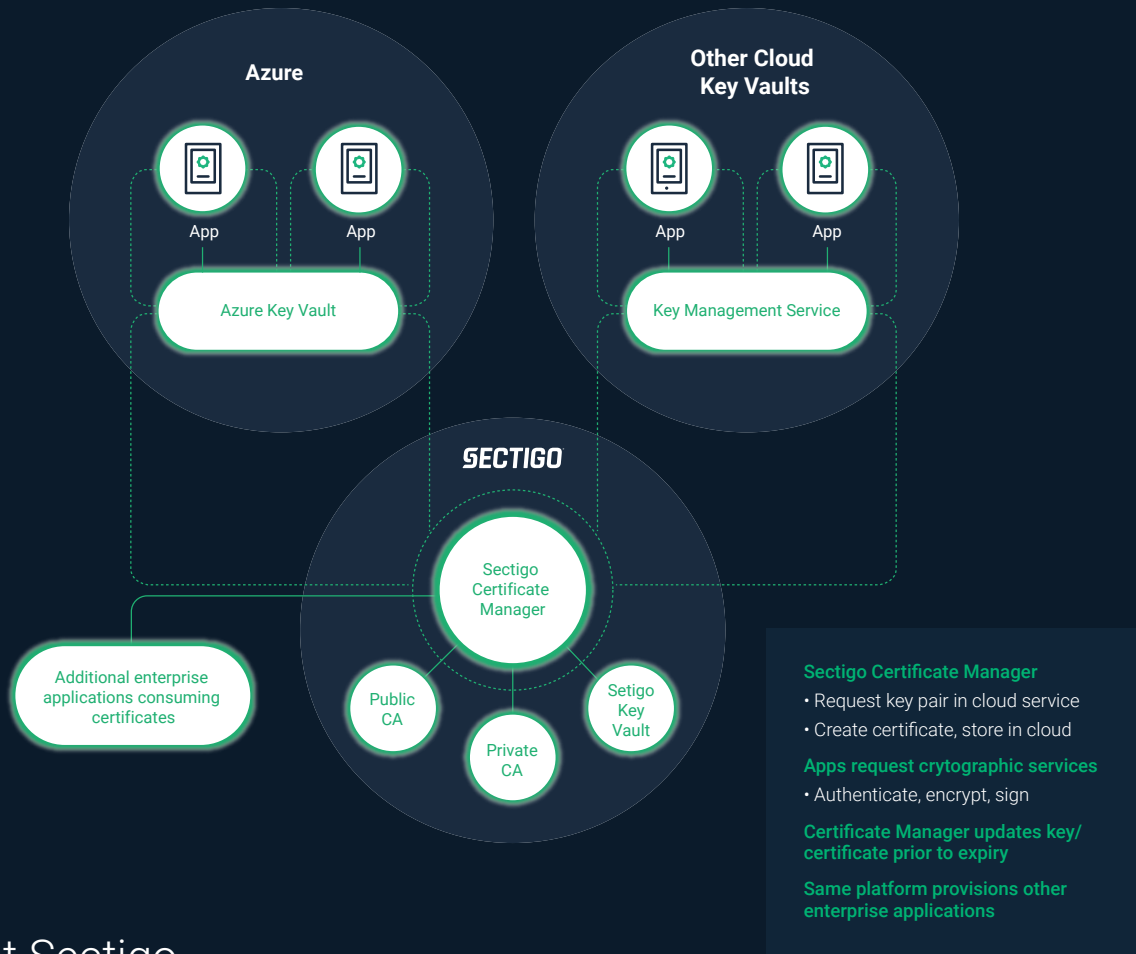 Azure
Other Cloud
Key Vaults
App
App
App
App
Azure Key Vault
Key Management Service
SECTIGO
Sectigo
Certificate
Manager
Additional enterprise
applications consuming
certificates
Public
CA
Private
CA
Setigo
Key
Vault
Sectigo Certificate Manager
• Request key pair in cloud service
• Create certificate, store in cloud
Apps request crytographic services
• Authenticate, encrypt, sign
Certificate Manager updates key/
certificate prior to expiry
Same platform provisions other
enterprise applications
t Sectigo